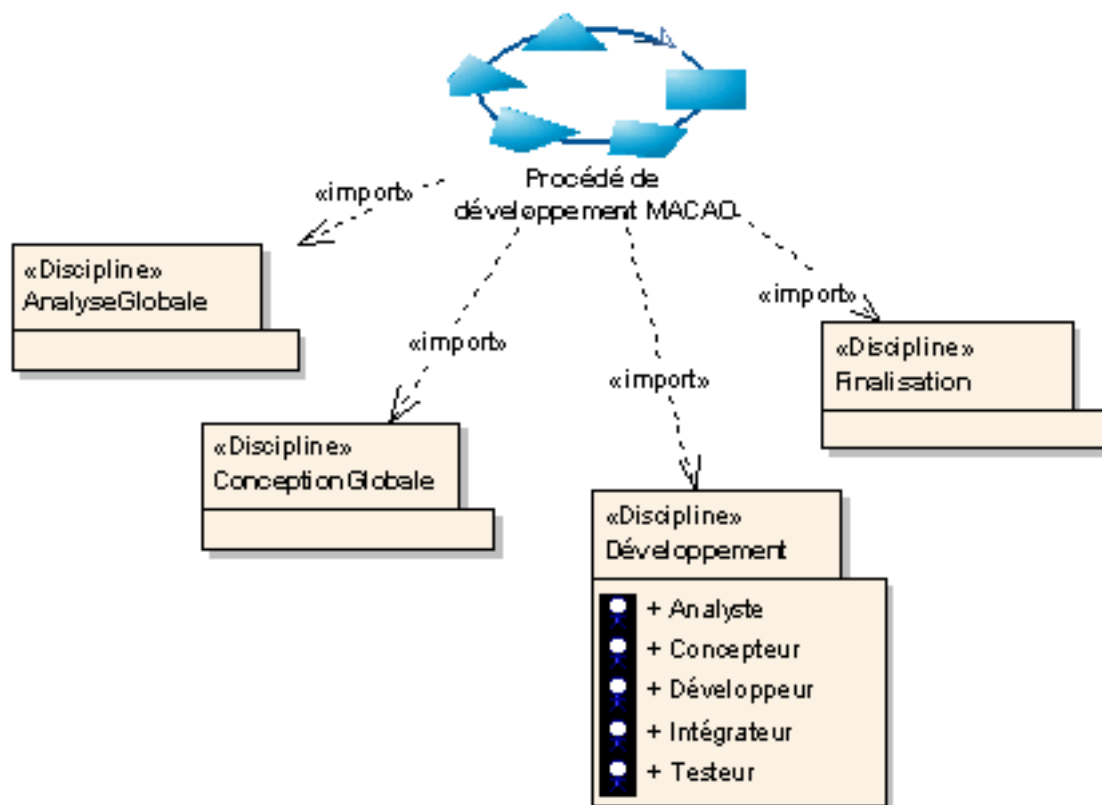 Procédé de
développement MACAO
«import»
«import»
«import»
«import»
«Discipline»
AnalyseGlobale
«Discipline»
ConceptionGlobale
«Discipline»
Développement
+ Analyste
+ Concepteur
+ Développeur
+ Intégrateur
+ Testeur
«Discipline»
Finalisation